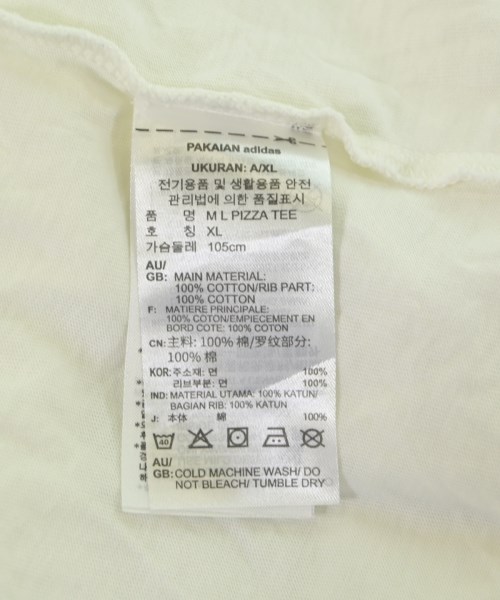 PAKAIAN adidas
UKURAN: A/XL
전기용품 및 생활용품 안전
관리법에 의한 품질표시
품 명 M L PIZZA TEE
호 칭 XL
가슴둘레 105cm
AU/
GB: MAIN MATERIAL:
100% COTTON/RIB PART:
100% COTTON
F: MATIERE PRINCIPALE:
100% COTON/EMPIECEMENT EN
BORD COTE: 100% COTON
CN: 主料: 100% 棉/罗纹部分:
100% 棉
KOR: 주소재: 면 100%
리브부분: 면 100%
IND: MATERIAL UTAMA: 100% KATUN/
BAGIAN RIB: 100% KATUN
J: 本体 綿 100%
40
AU/
GB: COLD MACHINE WASH/ DO
NOT BLEACH/ TUMBLE DRY